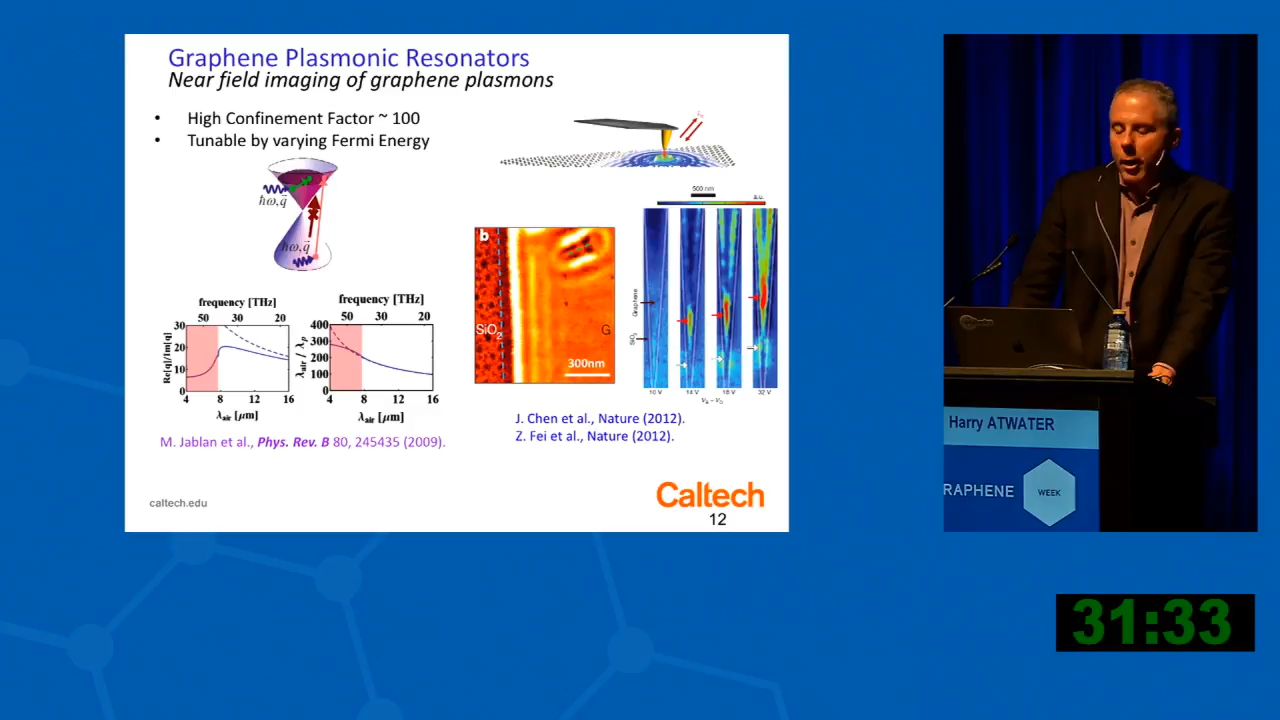 Graphene Plasmonic Resonators
Near field imaging of graphene plasmons
• High Confinement Factor ~ 100
• Tunable by varying Fermi Energy
ħω,q⃗
ħω,q⃗
frequency [THz]
50 30 20
30
20
10
0
Re[q]/Im[q]
4 8 12 16
λair [μm]
frequency [THz]
50 30 20
400
300
200
100
0
λair / λp
4 8 12 16
λair [μm]
M. Jablan et al., Phys. Rev. B 80, 245435 (2009).
b
SiO2
G
300nm
500 nm
a.u.
Graphene
SiO2
10 V 14 V 18 V 32 V
J. Chen et al., Nature (2012).
Z. Fei et al., Nature (2012).
caltech.edu
Caltech
12
Harry ATWATER
RAPHENE
WEEK
31:33